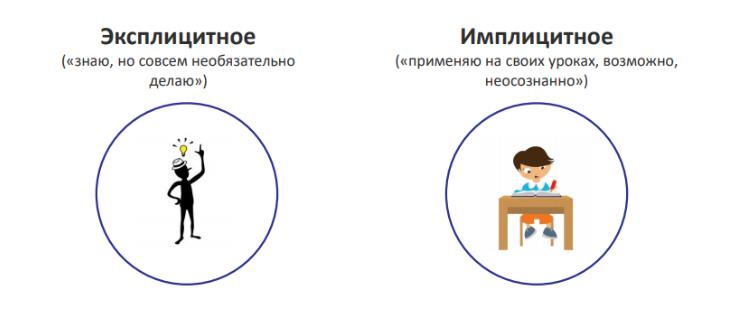 Эксплицитное
(«знаю, но совсем необязательно
делаю»)
Имплицитное
(«применяю на своих уроках, возможно,
неосознанно»)